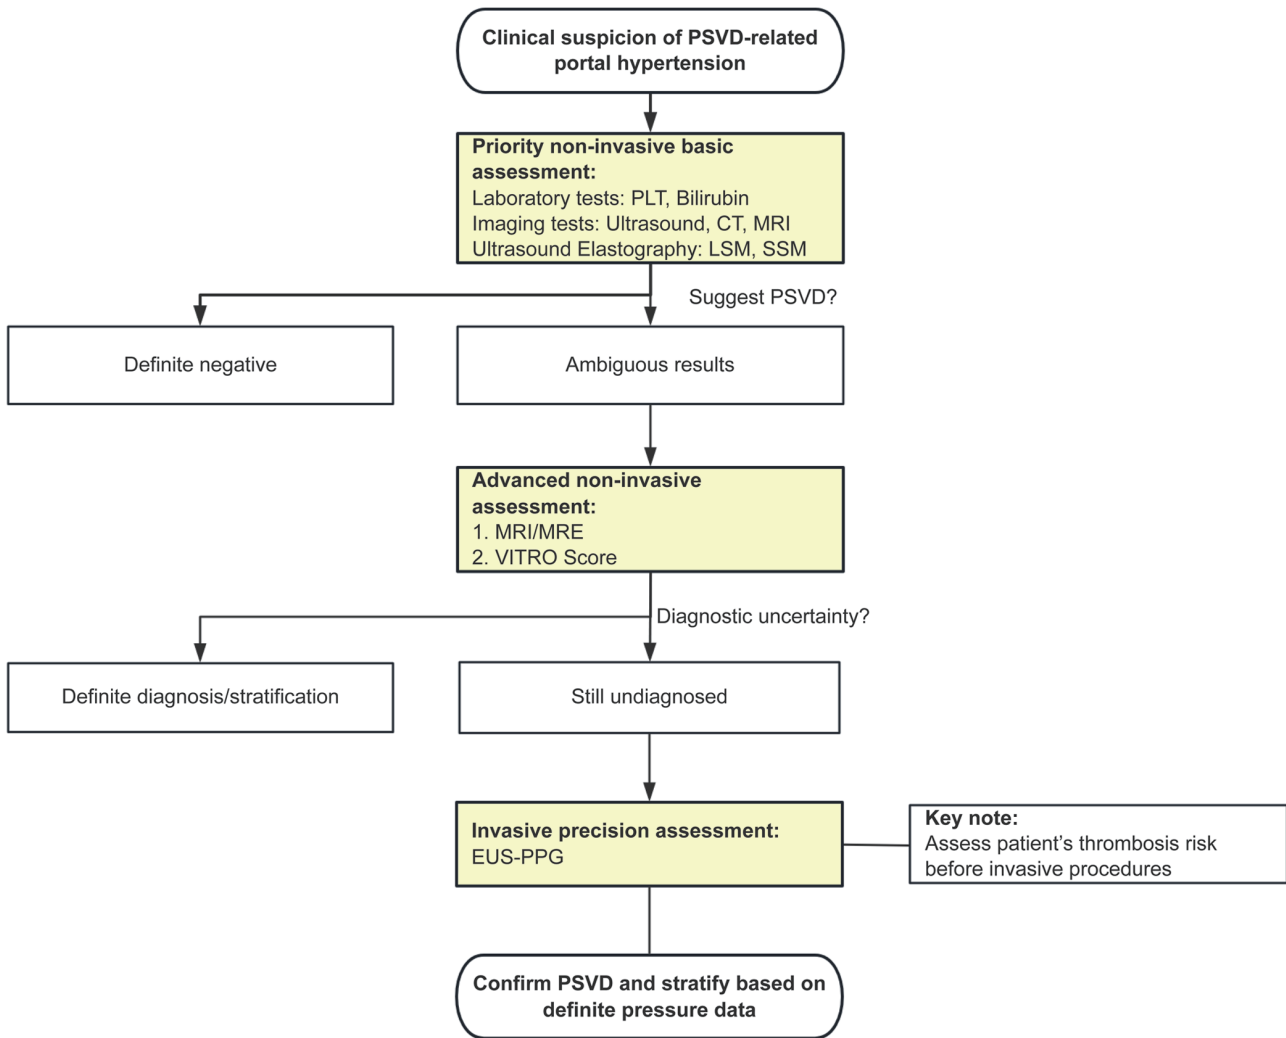 Clinical suspicion of PSVD-related
portal hypertension
Priority non-invasive basic
assessment:
Laboratory tests: PLT, Bilirubin
Imaging tests: Ultrasound, CT, MRI
Ultrasound Elastography: LSM, SSM
Suggest PSVD?
Definite negative
Ambiguous results
Advanced non-invasive
assessment:
1. MRI/MRE
2. VITRO Score
Diagnostic uncertainty?
Definite diagnosis/stratification
Still undiagnosed
Invasive precision assessment:
EUS-PPG
Key note:
Assess patient’s thrombosis risk
before invasive procedures
Confirm PSVD and stratify based on
definite pressure data